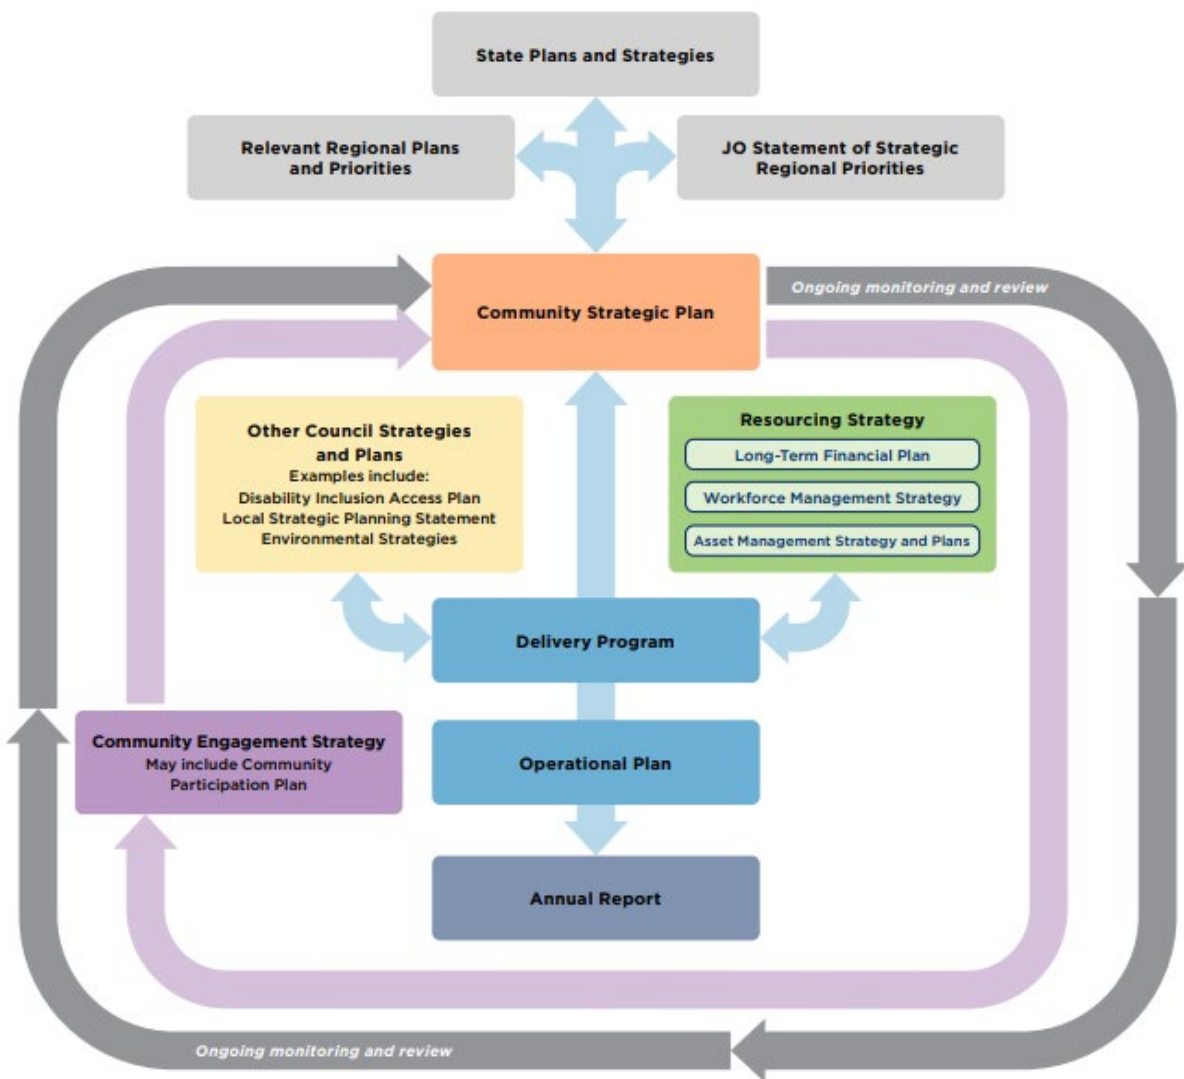 State Plans and Strategies
Relevant Regional Plans
and Priorities
JO Statement of Strategic
Regional Priorities
Community Strategic Plan
Ongoing monitoring and review
Other Council Strategies
and Plans
Examples include:
Disability Inclusion Access Plan
Local Strategic Planning Statement
Environmental Strategies
Resourcing Strategy
Long-Term Financial Plan
Workforce Management Strategy
Asset Management Strategy and Plans
Delivery Program
Community Engagement Strategy
May include Community
Participation Plan
Operational Plan
Annual Report
Ongoing monitoring and review